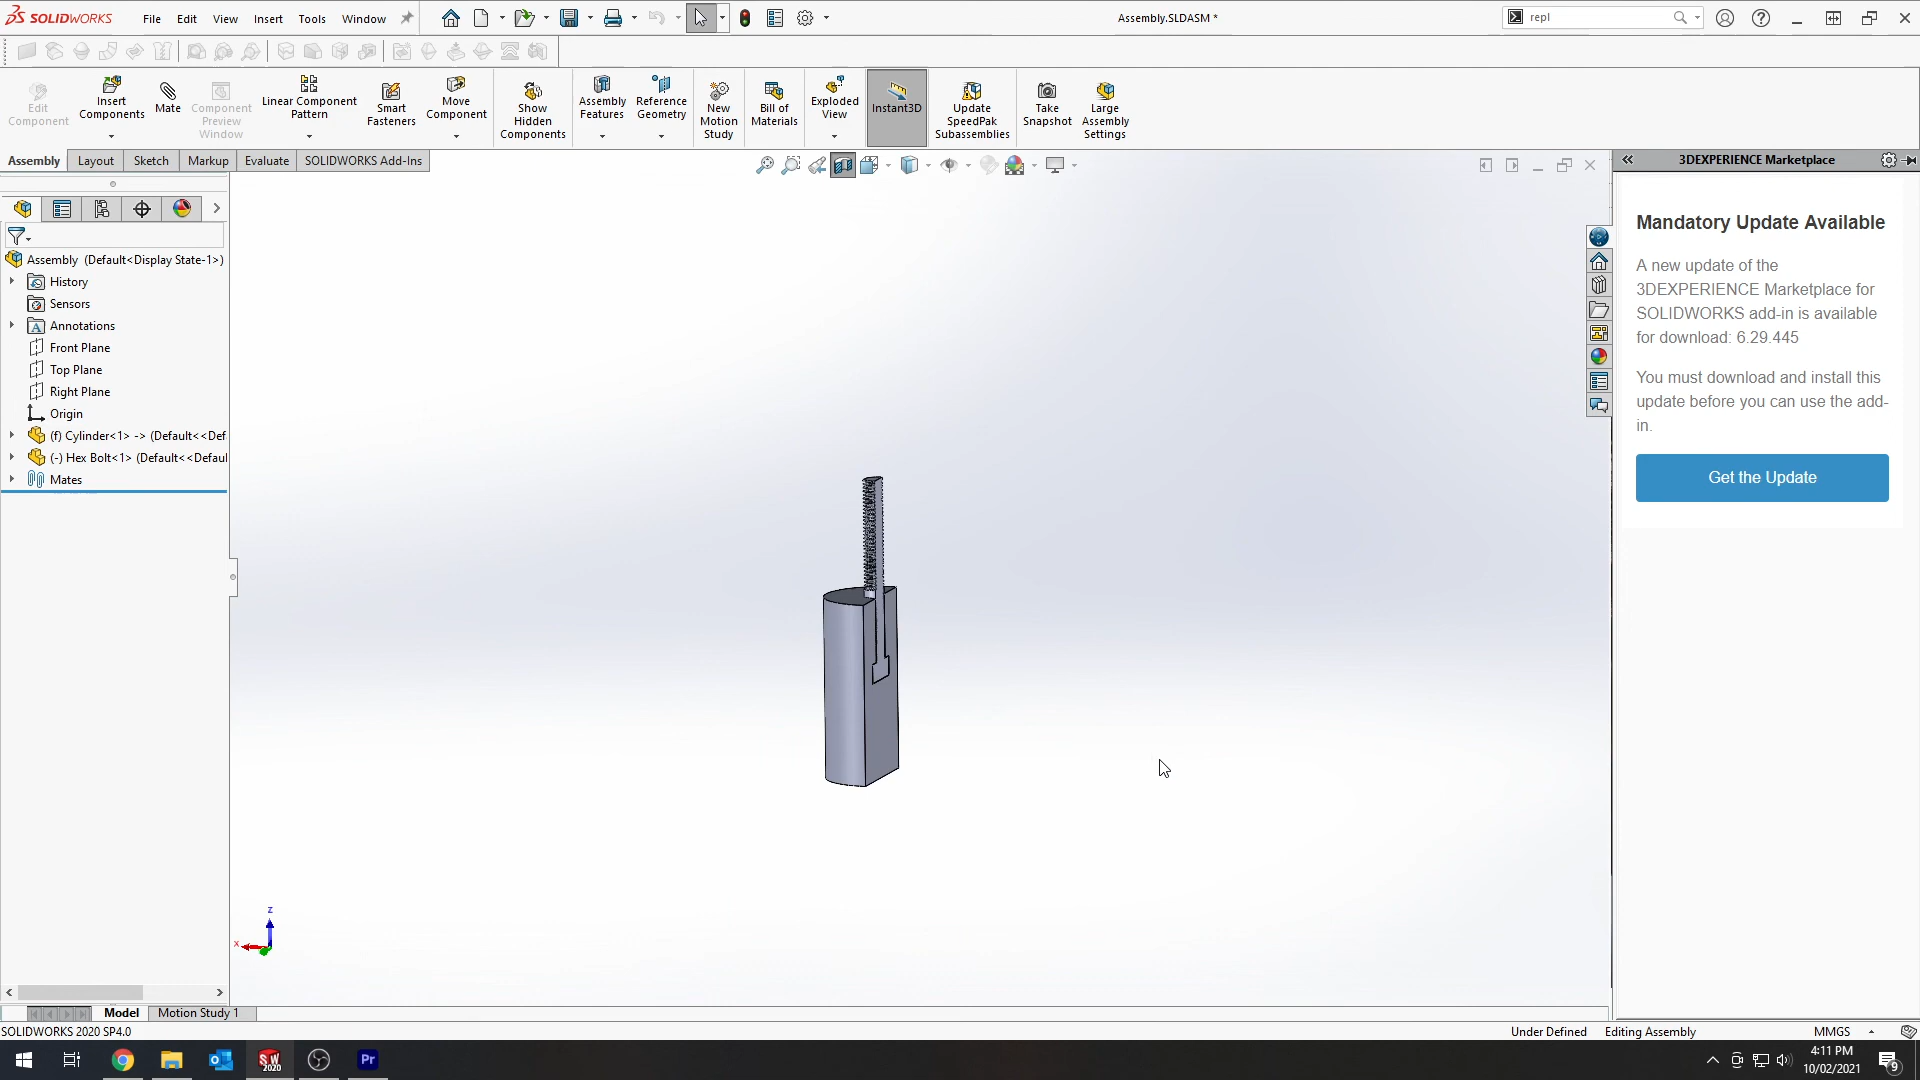 SOLIDWORKS
File Edit View Insert Tools Window
Assembly.SLDASM *
repl
Edit Component
Insert Components
Mate
Component Preview Window
Linear Component Pattern
Smart Fasteners
Move Component
Show Hidden Components
Assembly Features
Reference Geometry
New Motion Study
Bill of Materials
Exploded View
Instant3D
Update SpeedPak Subassemblies
Take Snapshot
Large Assembly Settings
Assembly Layout Sketch Markup Evaluate SOLIDWORKS Add-Ins
Assembly (Default<Display State-1>)
History
Sensors
Annotations
Front Plane
Top Plane
Right Plane
Origin
(f) Cylinder<1> -> (Default<<Def
(-) Hex Bolt<1> (Default<<Defaul
Mates
z
x
3DEXPERIENCE Marketplace
Mandatory Update Available
A new update of the
3DEXPERIENCE Marketplace for
SOLIDWORKS add-in is available
for download: 6.29.445
You must download and install this
update before you can use the add-
in.
Get the Update
Model Motion Study 1
SOLIDWORKS 2020 SP4.0
Under Defined Editing Assembly MMGS
SW 2020
Pr
4:11 PM
10/02/2021
9